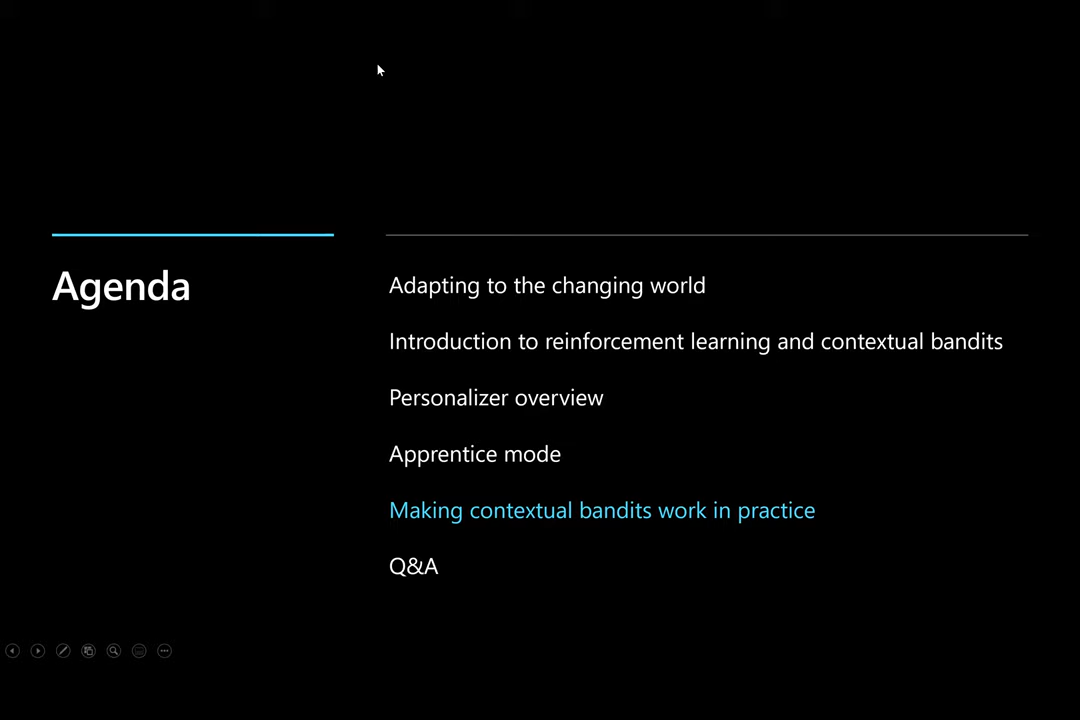 Agenda
Adapting to the changing world
Introduction to reinforcement learning and contextual bandits
Personalizer overview
Apprentice mode
Making contextual bandits work in practice
Q&A